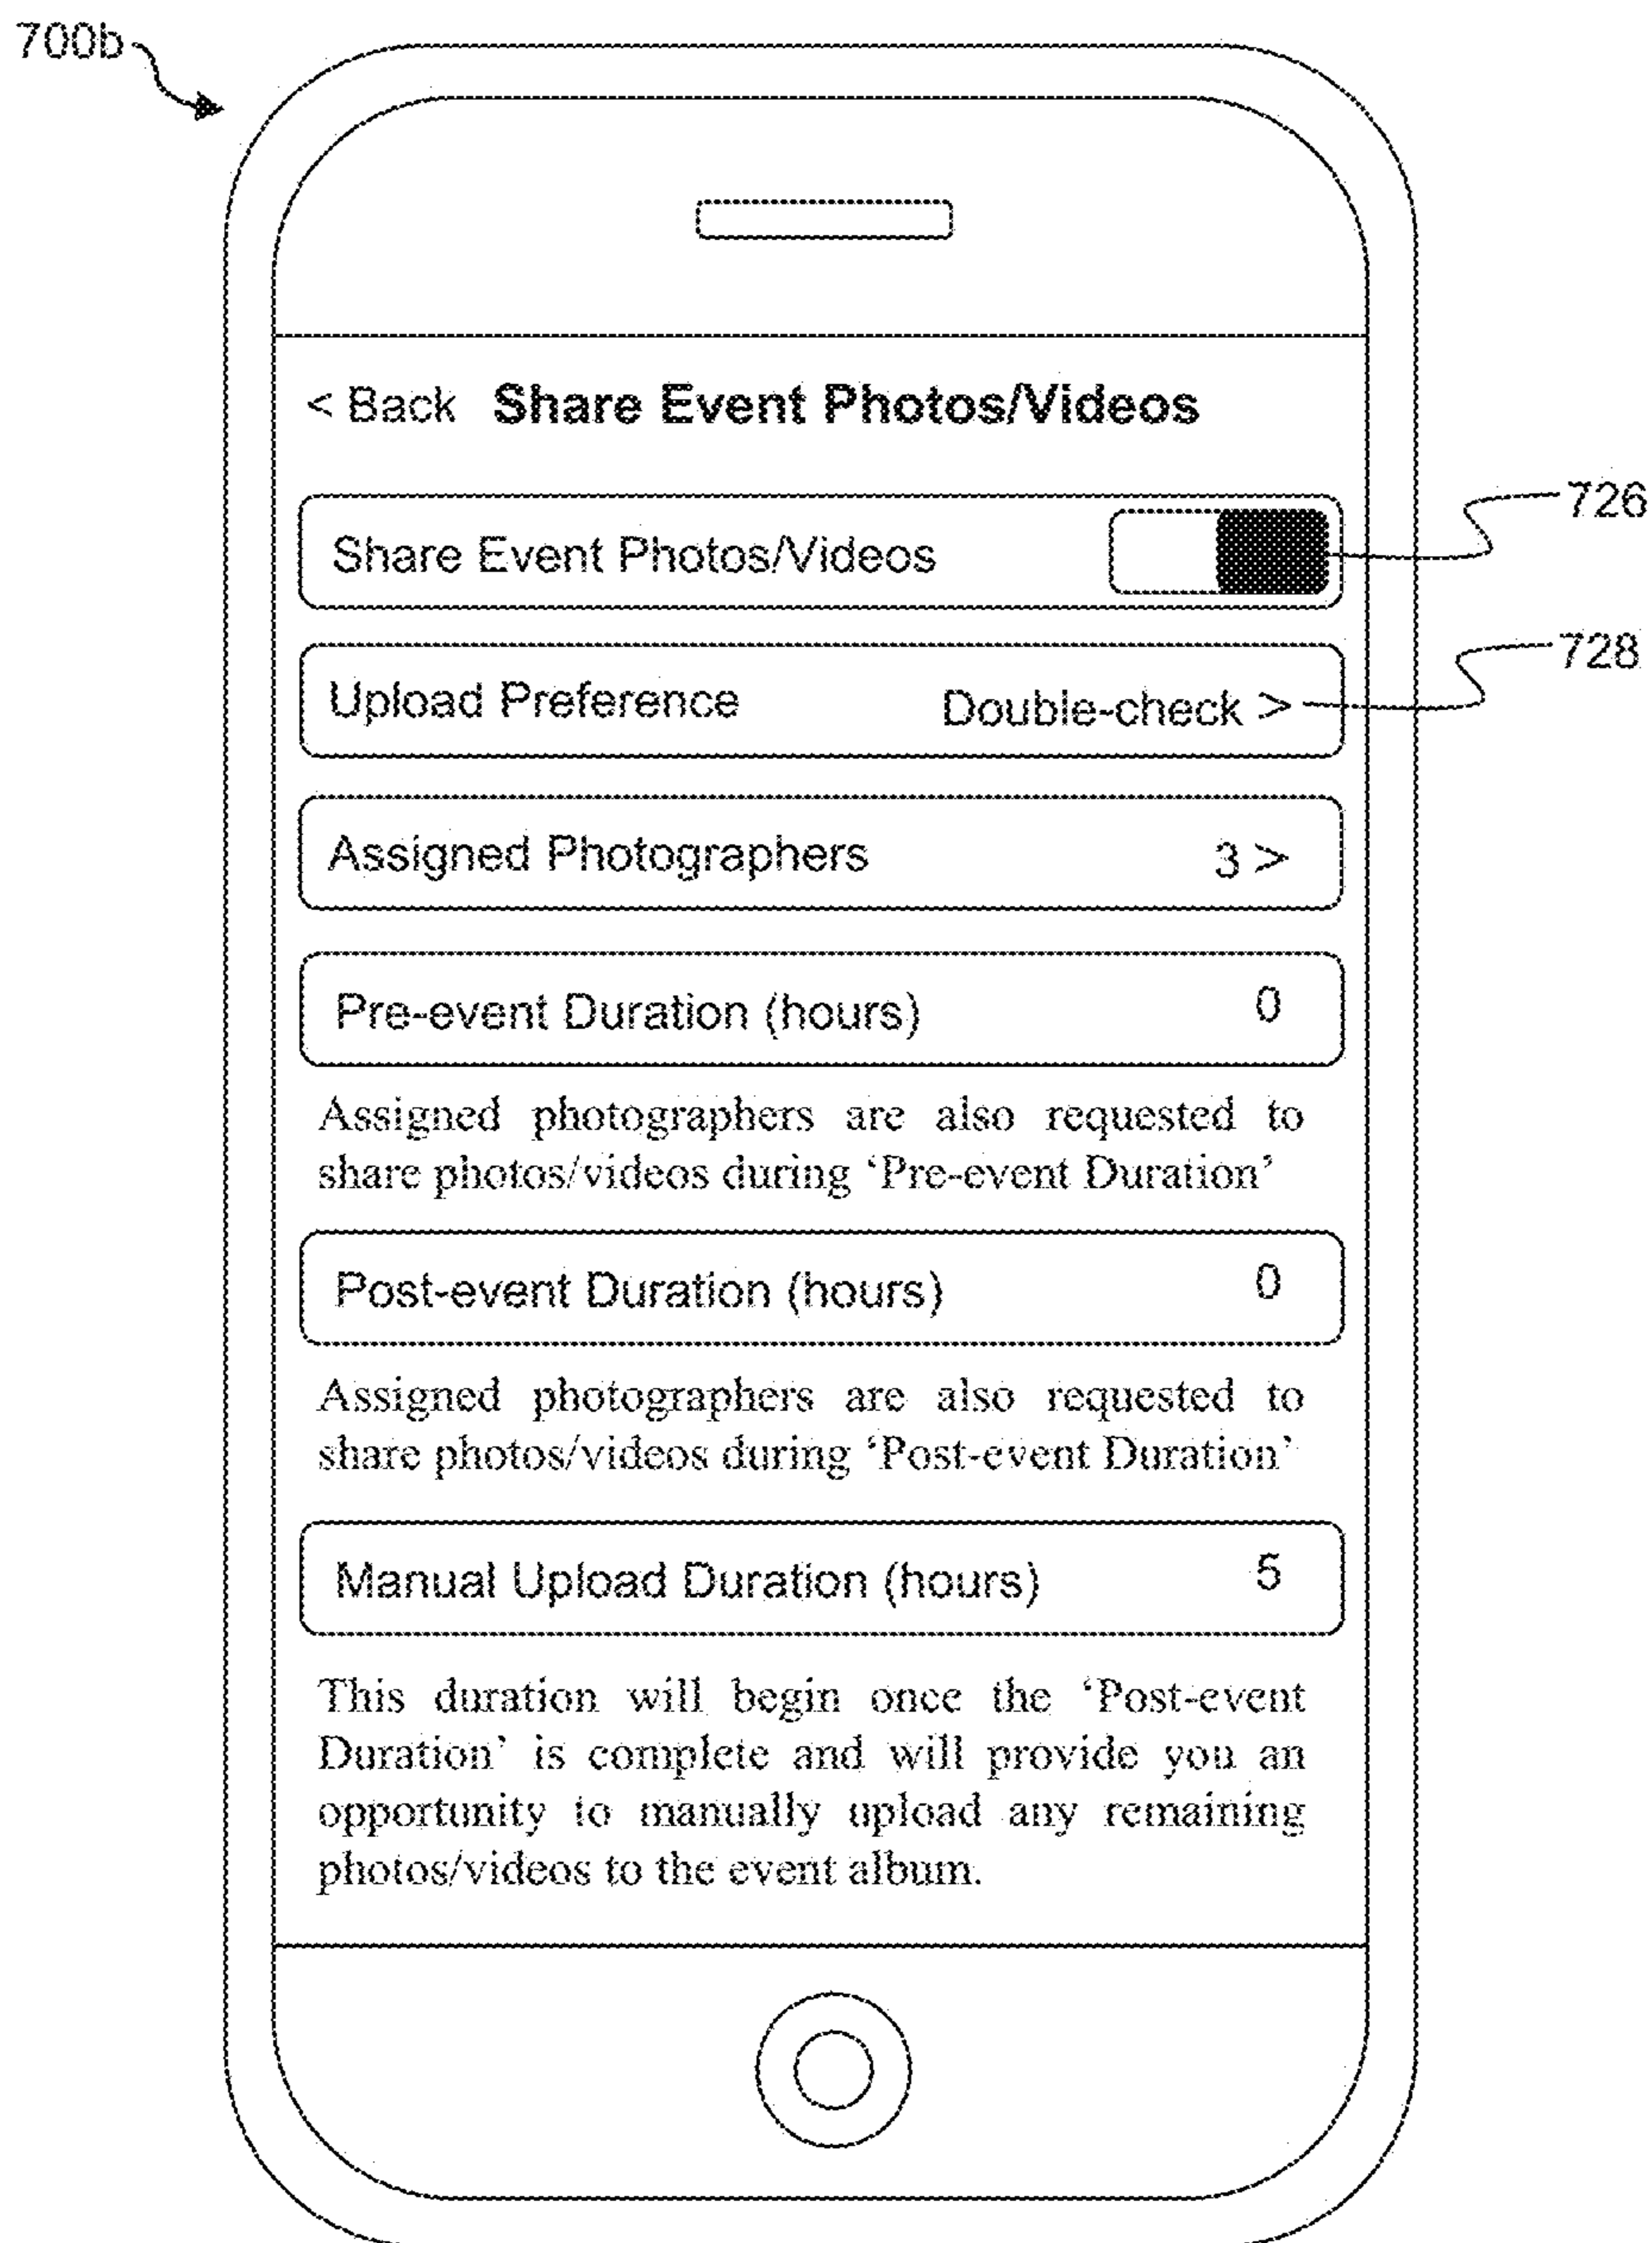 700b
< Back Share Event Photos/Videos
Share Event Photos/Videos
726
Upload Preference Double-check >
728
Assigned Photographers 3 >
Pre-event Duration (hours) 0
Assigned photographers are also requested to
share photos/videos during ‘Pre-event Duration’
Post-event Duration (hours) 0
Assigned photographers are also requested to
share photos/videos during ‘Post-event Duration’
Manual Upload Duration (hours) 5
This duration will begin once the ‘Post-event
Duration’ is complete and will provide you an
opportunity to manually upload any remaining
photos/videos to the event album.